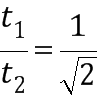 t₁/t₂ = 1/√2